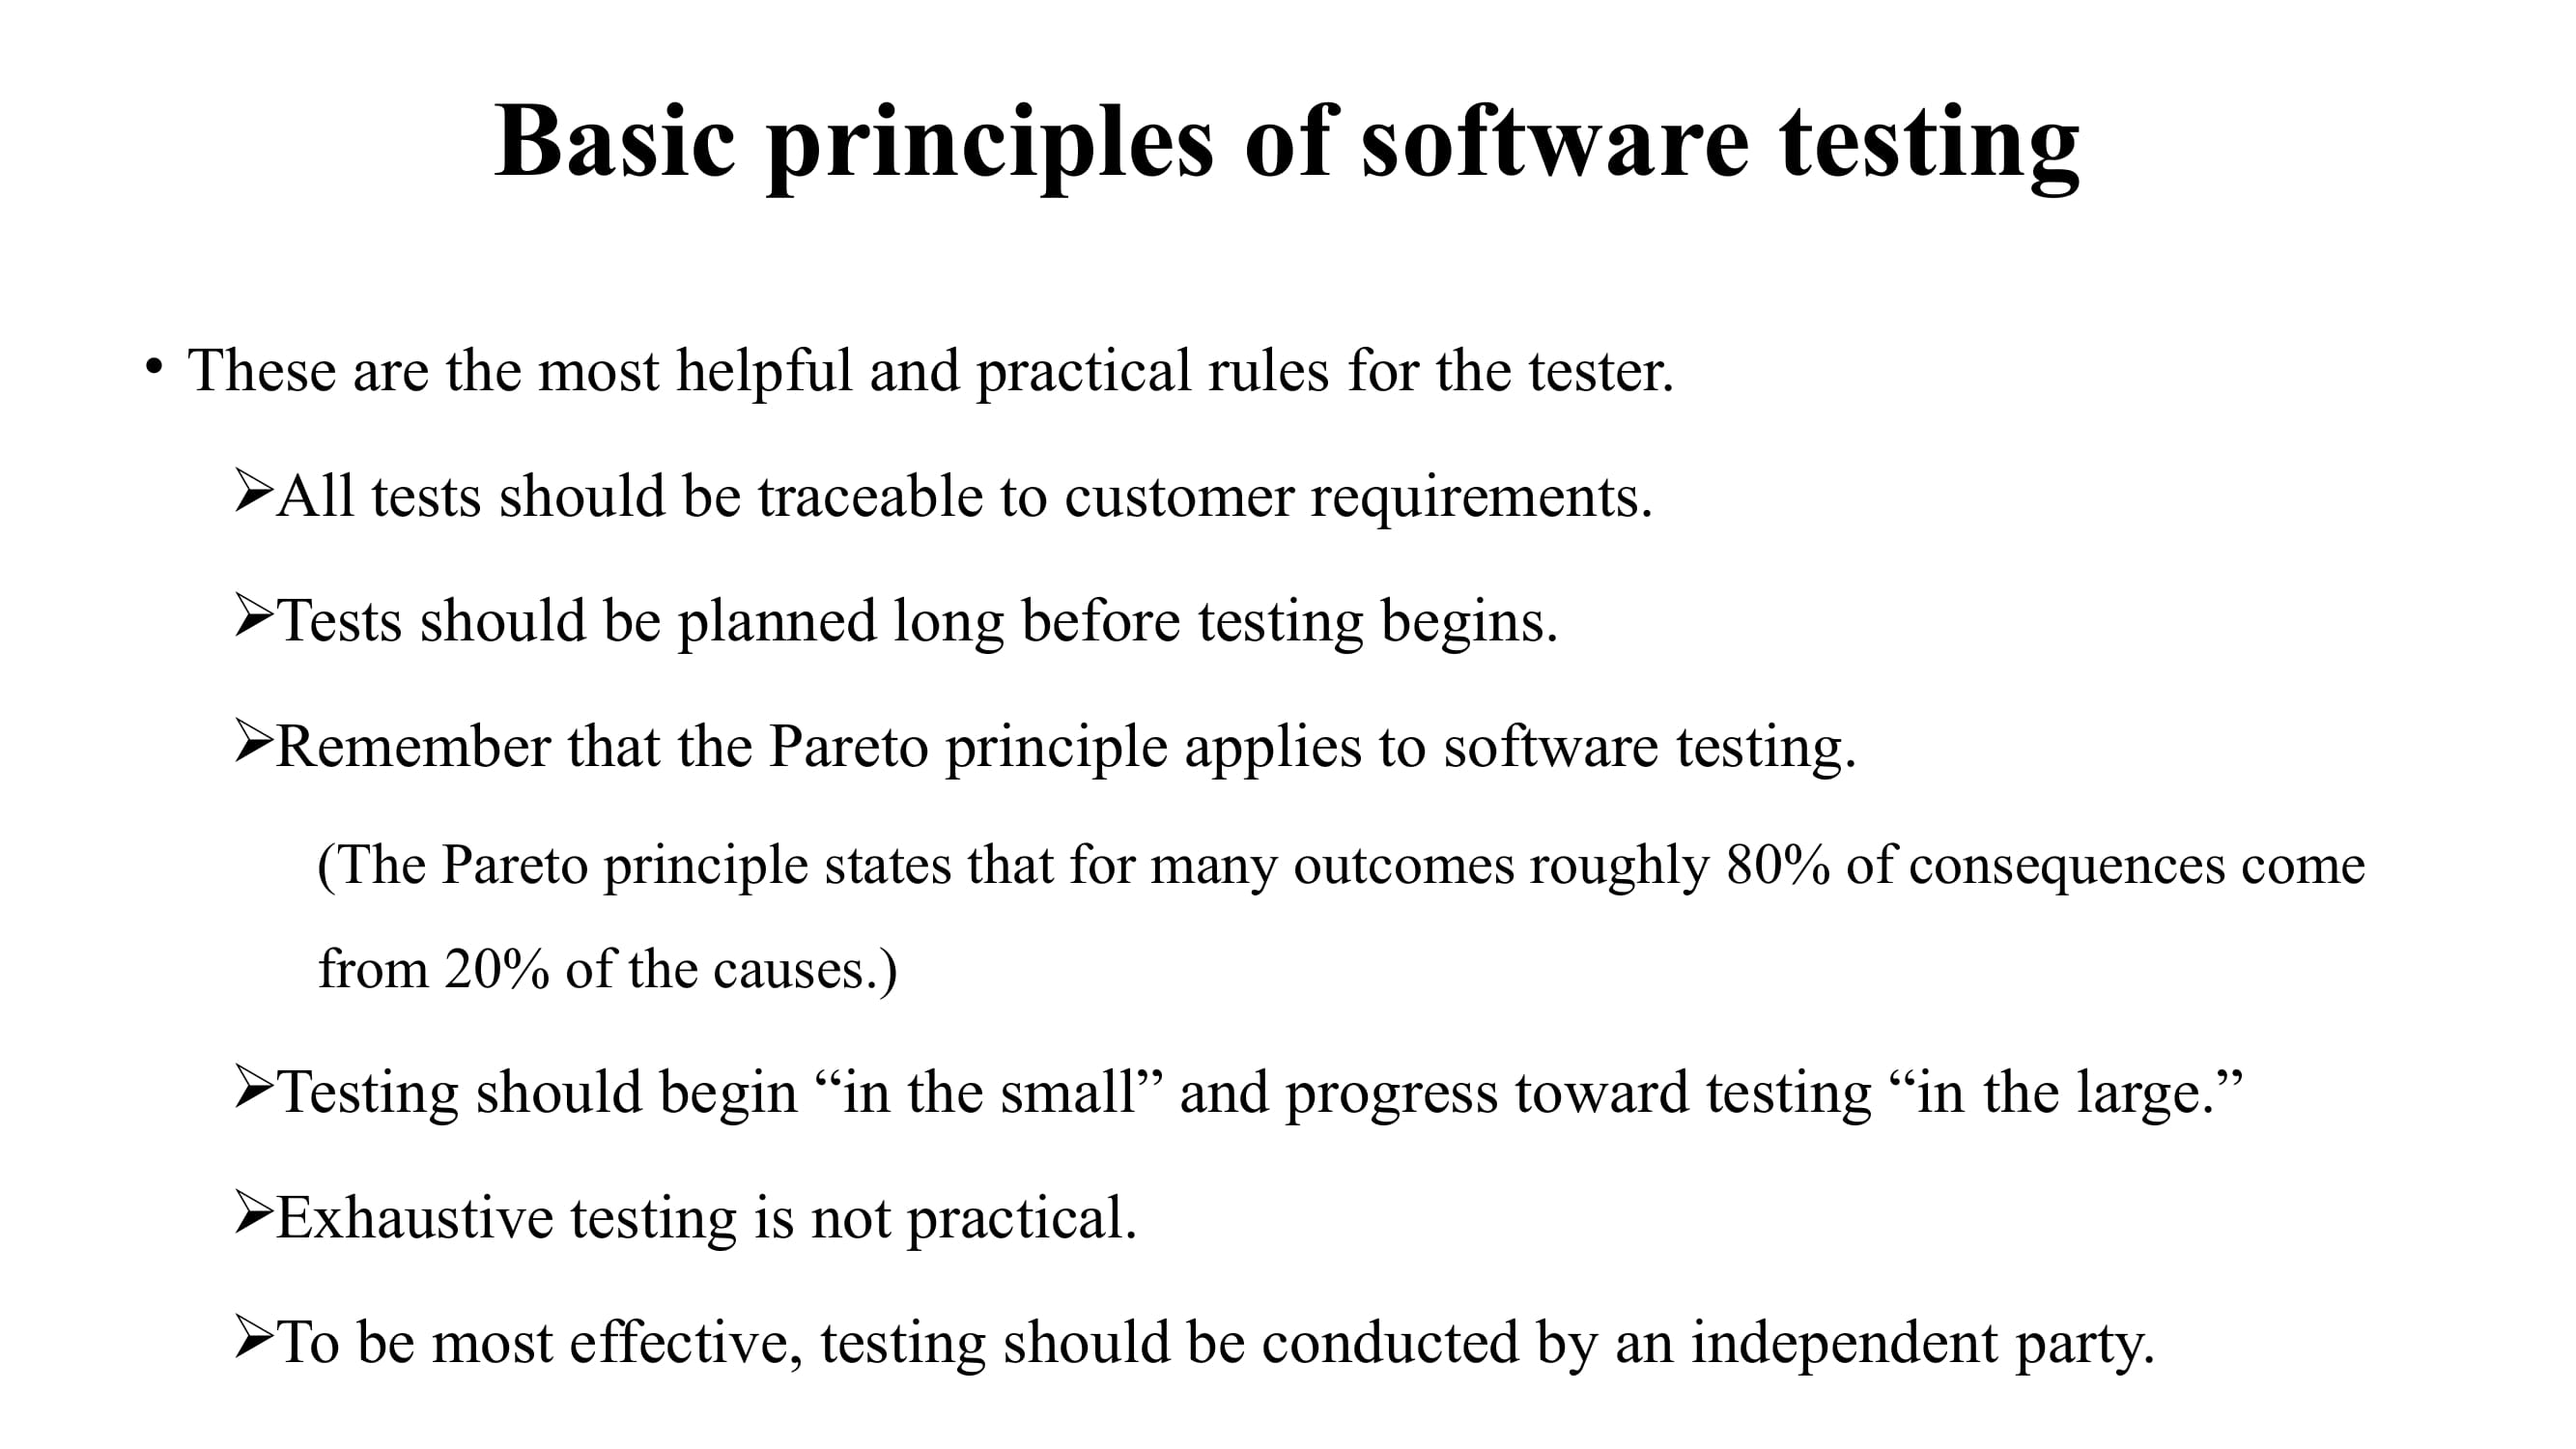 Basic principles of software testing
• These are the most helpful and practical rules for the tester.
➢All tests should be traceable to customer requirements.
➢Tests should be planned long before testing begins.
➢Remember that the Pareto principle applies to software testing.
(The Pareto principle states that for many outcomes roughly 80% of consequences come
from 20% of the causes.)
➢Testing should begin “in the small” and progress toward testing “in the large.”
➢Exhaustive testing is not practical.
➢To be most effective, testing should be conducted by an independent party.